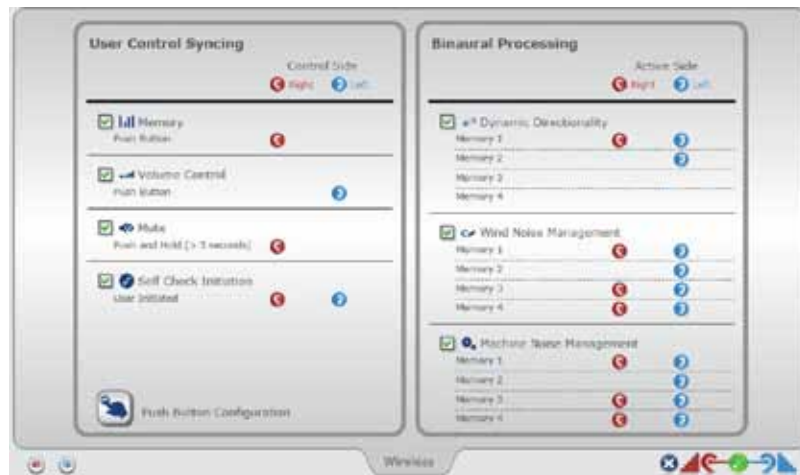 User Control Syncing
Control Side
Right Left
Memory
Push Button
Volume Control
Push Button
Mute
Push and Hold (> 3 seconds)
Self Check Initiation
User Initiated
Push Button Configuration
Binaural Processing
Active Side
Right Left
Dynamic Directionality
Memory 1
Memory 2
Memory 3
Memory 4
Wind Noise Management
Memory 1
Memory 2
Memory 3
Memory 4
Machine Noise Management
Memory 1
Memory 2
Memory 3
Memory 4
Wireless